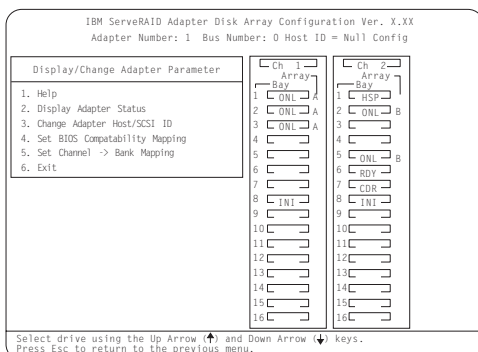 IBM ServeRAID Adapter Disk Array Configuration Ver. X.XX
Adapter Number: 1 Bus Number: 0 Host ID = Null Config
Display/Change Adapter Parameter
1. Help
2. Display Adapter Status
3. Change Adapter Host/SCSI ID
4. Set BIOS Compatability Mapping
5. Set Channel -> Bank Mapping
6. Exit
Ch 1
Array
Bay
1 ONL A
2 ONL A
3 ONL A
4
5
6
7
8 INI
9
10
11
12
13
14
15
16
Ch 2
Array
Bay
1 HSP
2 ONL B
3
4
5 ONL B
6 RDY
7 CDR
8 INI
9
10
11
12
13
14
15
16
Select drive using the Up Arrow (↑) and Down Arrow (↓) keys.
Press Esc to return to the previous menu.